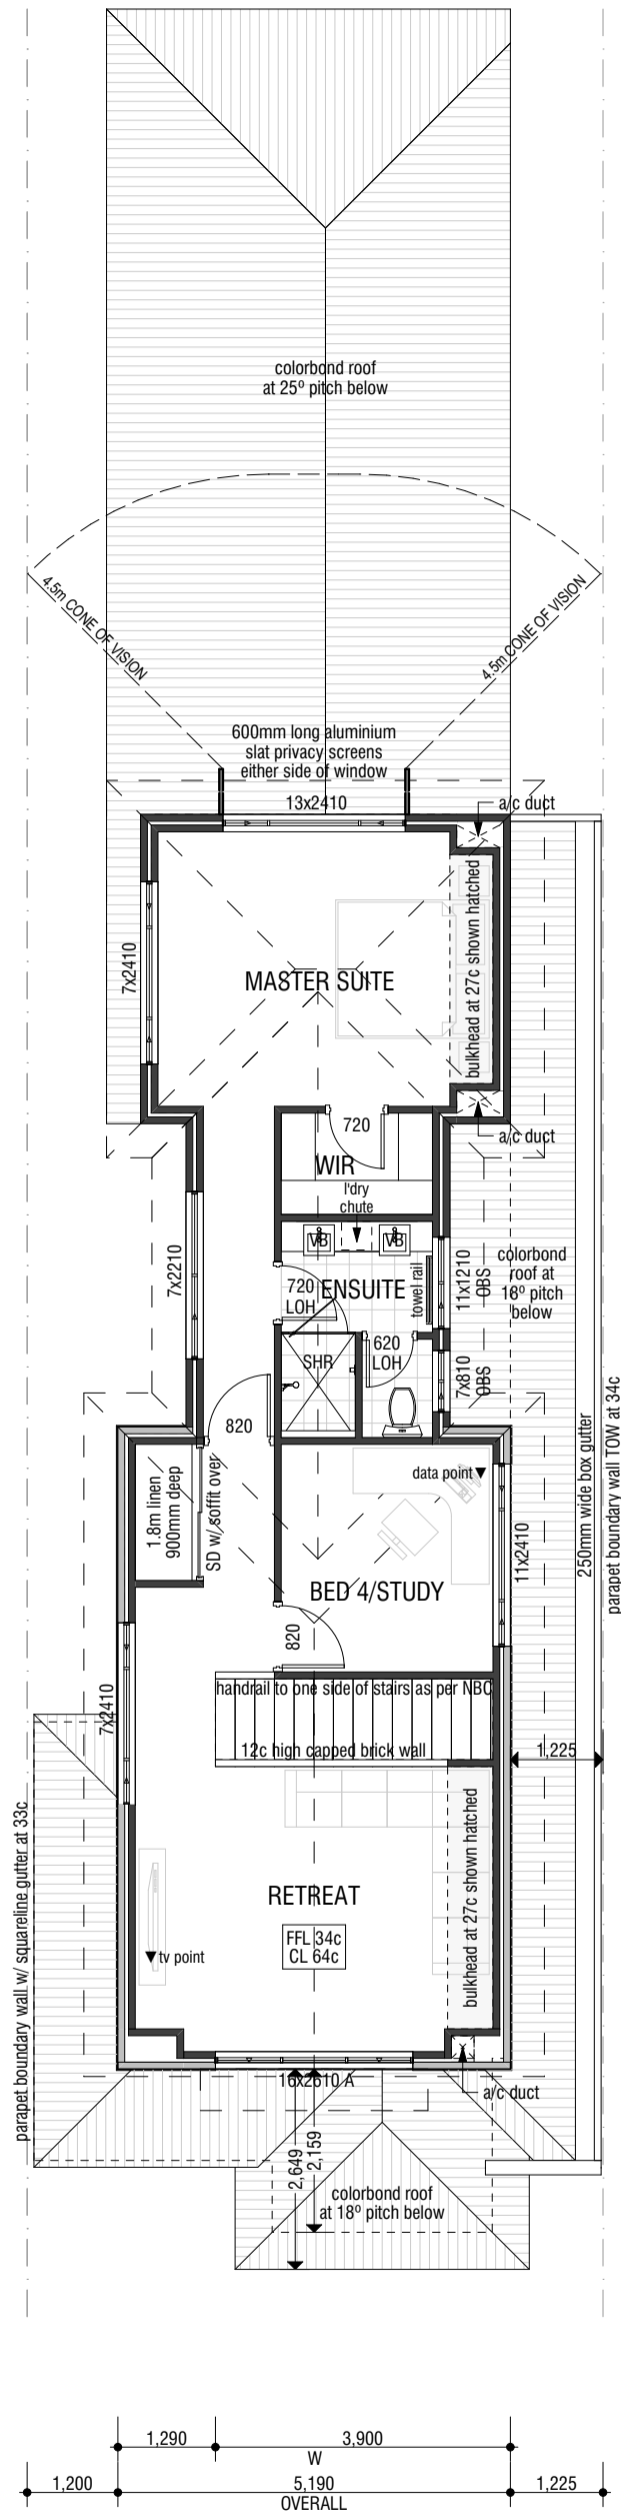 colorbond roof
at 25º pitch below
4.5m CONE OF VISION
4.5m CONE OF VISION
600mm long aluminium
slat privacy screens
either side of window
13x2410
a/c duct
7x2410
MASTER SUITE
bulkhead at 27c shown hatched
a/c duct
720
WIR
l'dry
chute
VB
VB
7x2210
720
LOH
ENSUITE
towel rail
11x1210
OBS
colorbond
roof at
18º pitch
below
620
LOH
SHR
7x810
OBS
820
1.8m linen
900mm deep
SD w/ soffit over
data point
11x2410
250mm wide box gutter
parapet boundary wall TOW at 34c
BED 4/STUDY
820
7x2410
handrail to one side of stairs as per NBC
12c high capped brick wall
1,225
parapet boundary wall w/ squareline gutter at 33c
RETREAT
FFL 34c
CL 64c
bulkhead at 27c shown hatched
tv point
16x2610 A
a/c duct
2,649
2,159
colorbond roof
at 18º pitch below
1,290
3,900
W
1,200
5,190
1,225
OVERALL